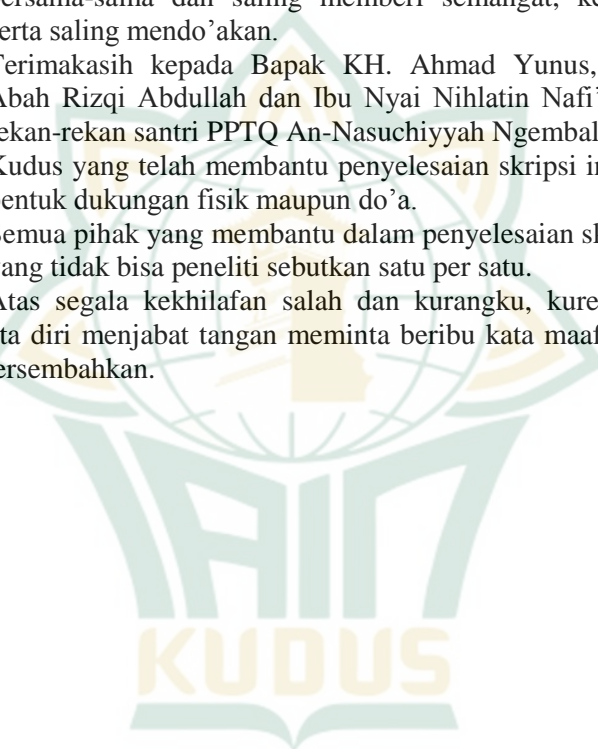 bersama-sama dan saling memberi semangat, ke
serta saling mendo’akan.
Terimakasih kepada Bapak KH. Ahmad Yunus,
Abah Rizqi Abdullah dan Ibu Nyai Nihlatin Nafi’
rekan-rekan santri PPTQ An-Nasuchiyyah Ngembal
Kudus yang telah membantu penyelesaian skripsi in
bentuk dukungan fisik maupun do’a.
Semua pihak yang membantu dalam penyelesaian sk
yang tidak bisa peneliti sebutkan satu per satu.
Atas segala kekhilafan salah dan kurangku, kure
ta diri menjabat tangan meminta beribu kata maaf
persembahkan.
IAIN
KUDUS